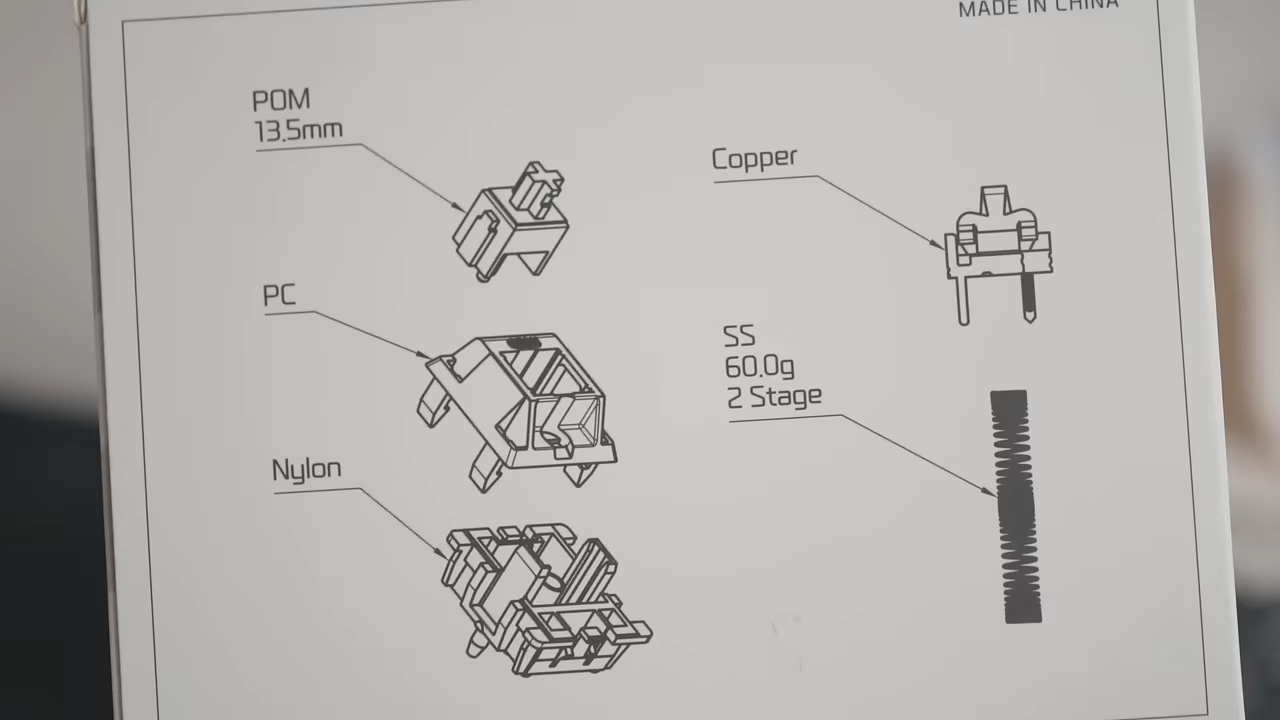 MADE IN CHINA
POM
13.5mm
Copper
PC
SS
60.0g
2 Stage
Nylon